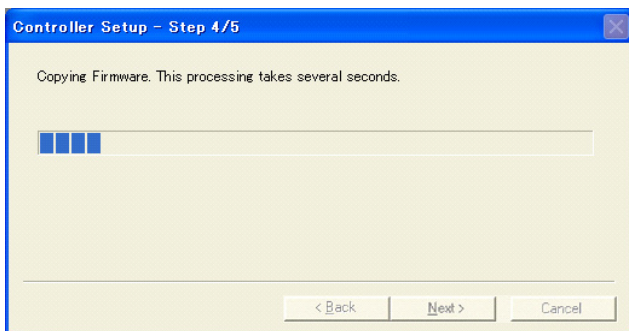 Controller Setup - Step 4/5
Copying Firmware. This processing takes several seconds.
< Back
Next >
Cancel